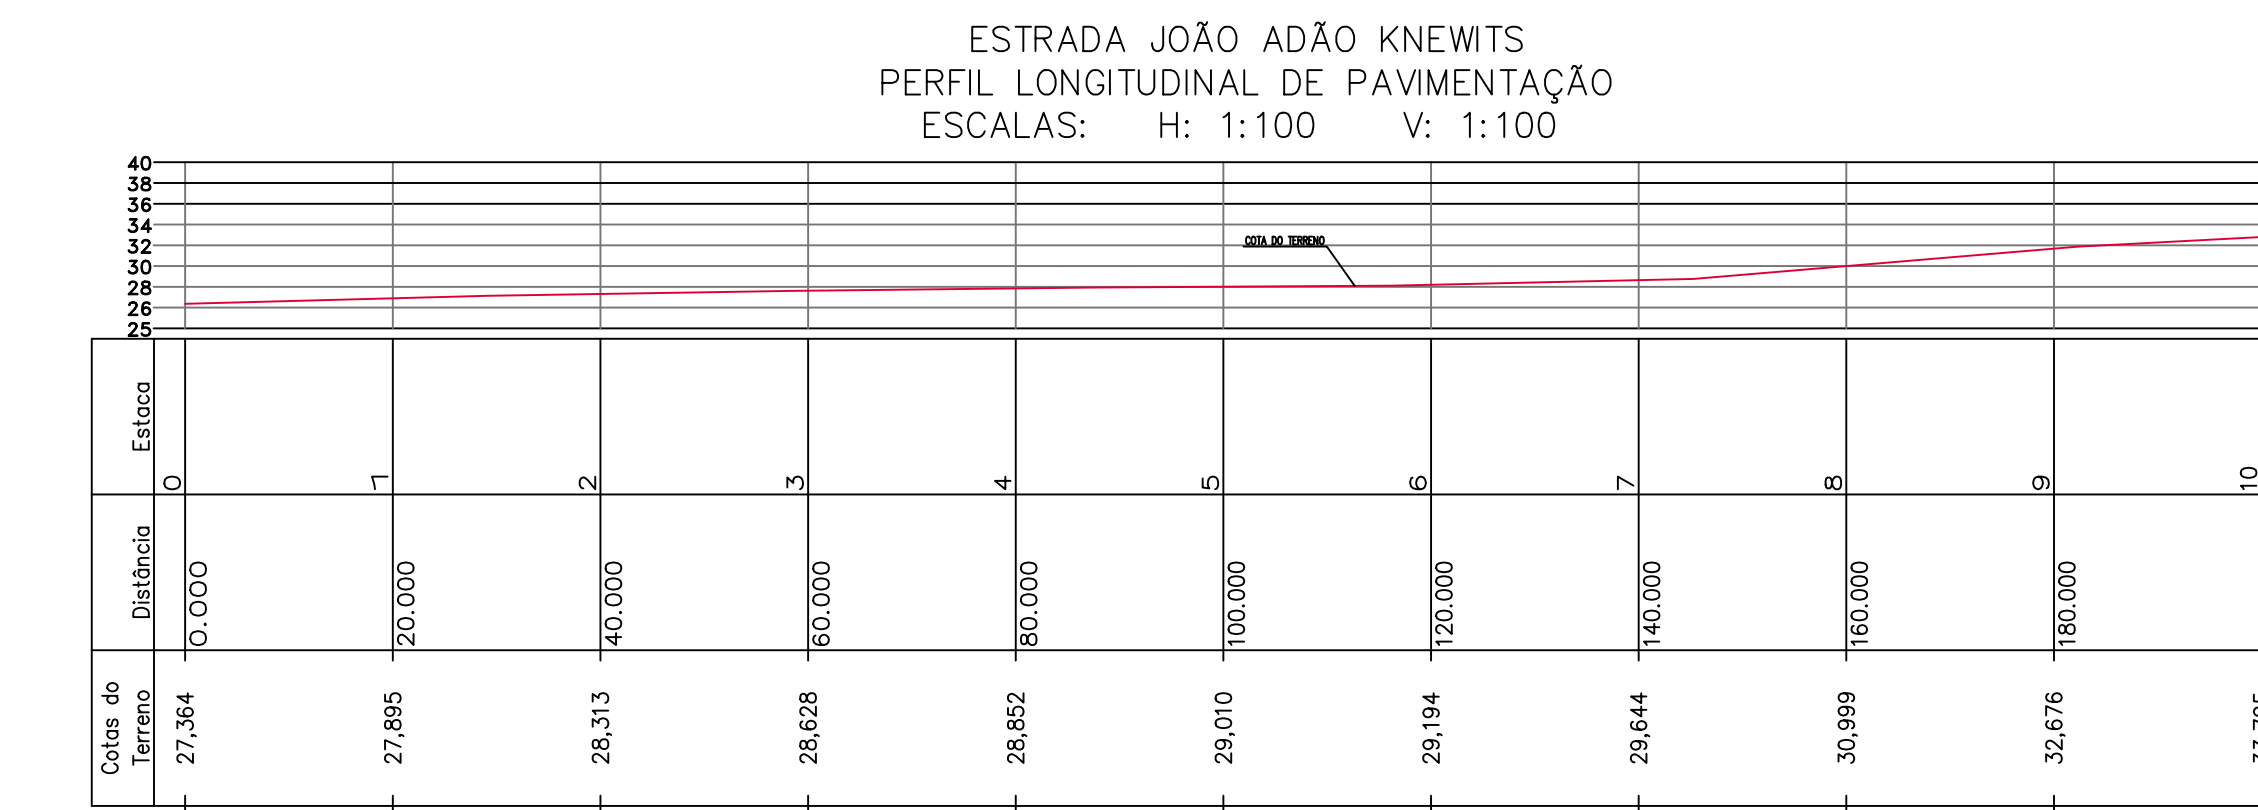 ESTRADA JOÃO ADÃO KNEWITS
PERFIL LONGITUDINAL DE PAVIMENTAÇÃO
ESCALAS: H: 1:100 V: 1:100
40
38
36
34
32
30
28
26
25
COTA DO TERRENO
Estaca
0 1 2 3 4 5 6 7 8 9 10
Distância
0.000 20.000 40.000 60.000 80.000 100.000 120.000 140.000 160.000 180.000
Cotas do
Terreno
27,364 27,895 28,313 28,628 28,852 29,010 29,194 29,644 30,999 32,676